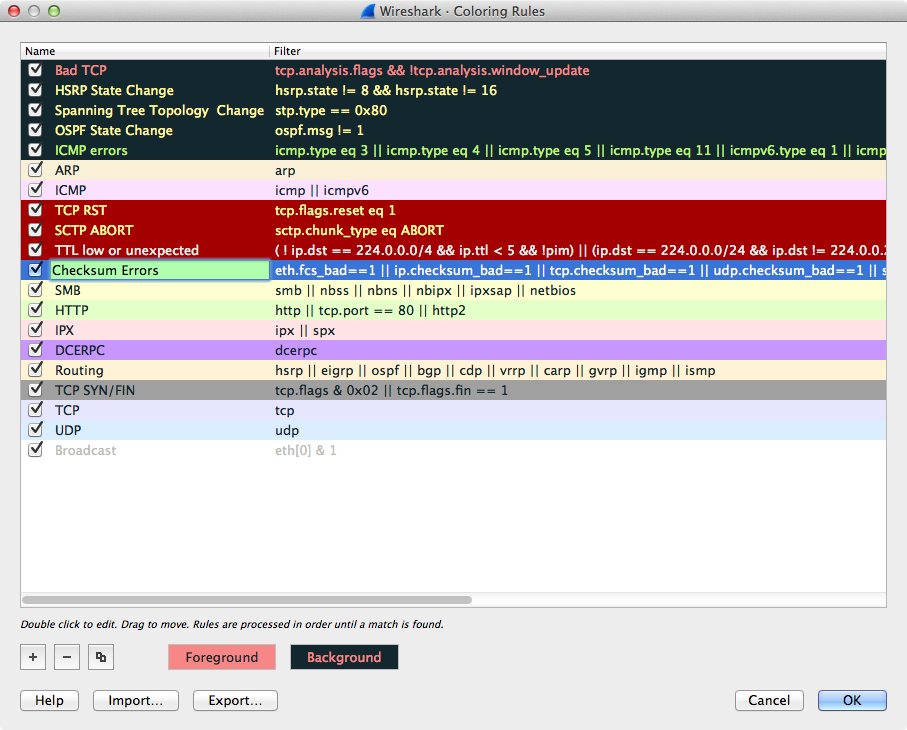 Wireshark · Coloring Rules
Name Filter
Bad TCP tcp.analysis.flags && !tcp.analysis.window_update
HSRP State Change hsrp.state != 8 && hsrp.state != 16
Spanning Tree Topology Change stp.type == 0x80
OSPF State Change ospf.msg != 1
ICMP errors icmp.type eq 3 || icmp.type eq 4 || icmp.type eq 5 || icmp.type eq 11 || icmpv6.type eq 1 || icmp
ARP arp
ICMP icmp || icmpv6
TCP RST tcp.flags.reset eq 1
SCTP ABORT sctp.chunk_type eq ABORT
TTL low or unexpected ( ! ip.dst == 224.0.0.0/4 && ip.ttl < 5 && !pim) || (ip.dst == 224.0.0.0/24 && ip.dst != 224.0.0.2
Checksum Errors eth.fcs_bad==1 || ip.checksum_bad==1 || tcp.checksum_bad==1 || udp.checksum_bad==1 || s
SMB smb || nbss || nbns || nbipx || ipxsap || netbios
HTTP http || tcp.port == 80 || http2
IPX ipx || spx
DCERPC dcerpc
Routing hsrp || eigrp || ospf || bgp || cdp || vrrp || carp || gvrp || igmp || ismp
TCP SYN/FIN tcp.flags & 0x02 || tcp.flags.fin == 1
TCP tcp
UDP udp
Broadcast eth[0] & 1
Double click to edit. Drag to move. Rules are processed in order until a match is found.
+ − Foreground Background
Help Import… Export… Cancel OK